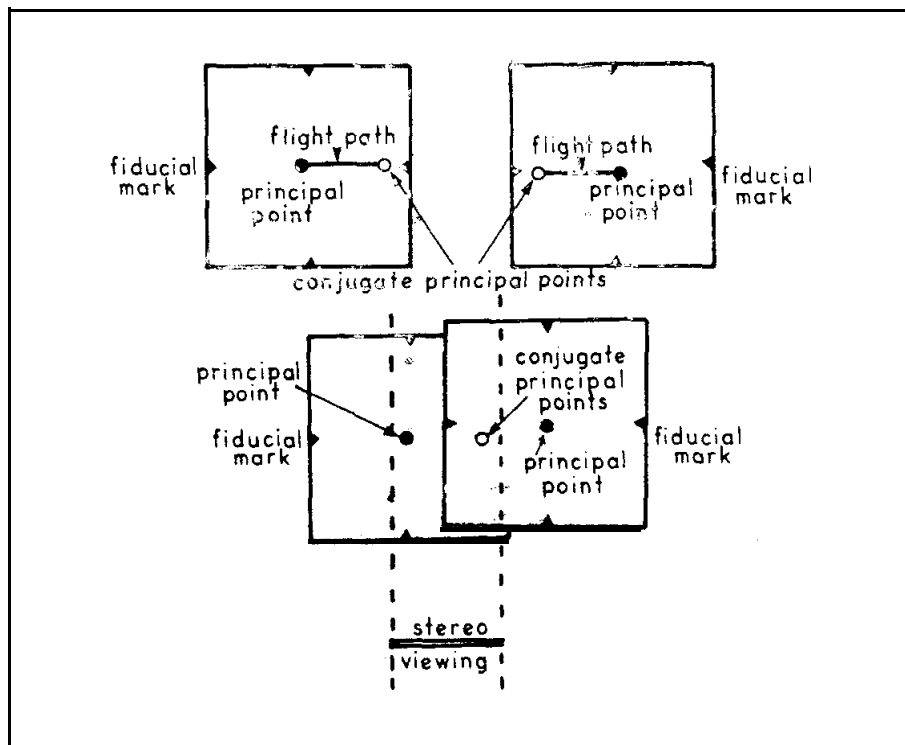 flight path
fiducial
mark
principal
point
flight path
principal
point
fiducial
mark
conjugate principal points
principal
point
fiducial
mark
conjugate
principal
points
principal
point
fiducial
mark
stereo
viewing